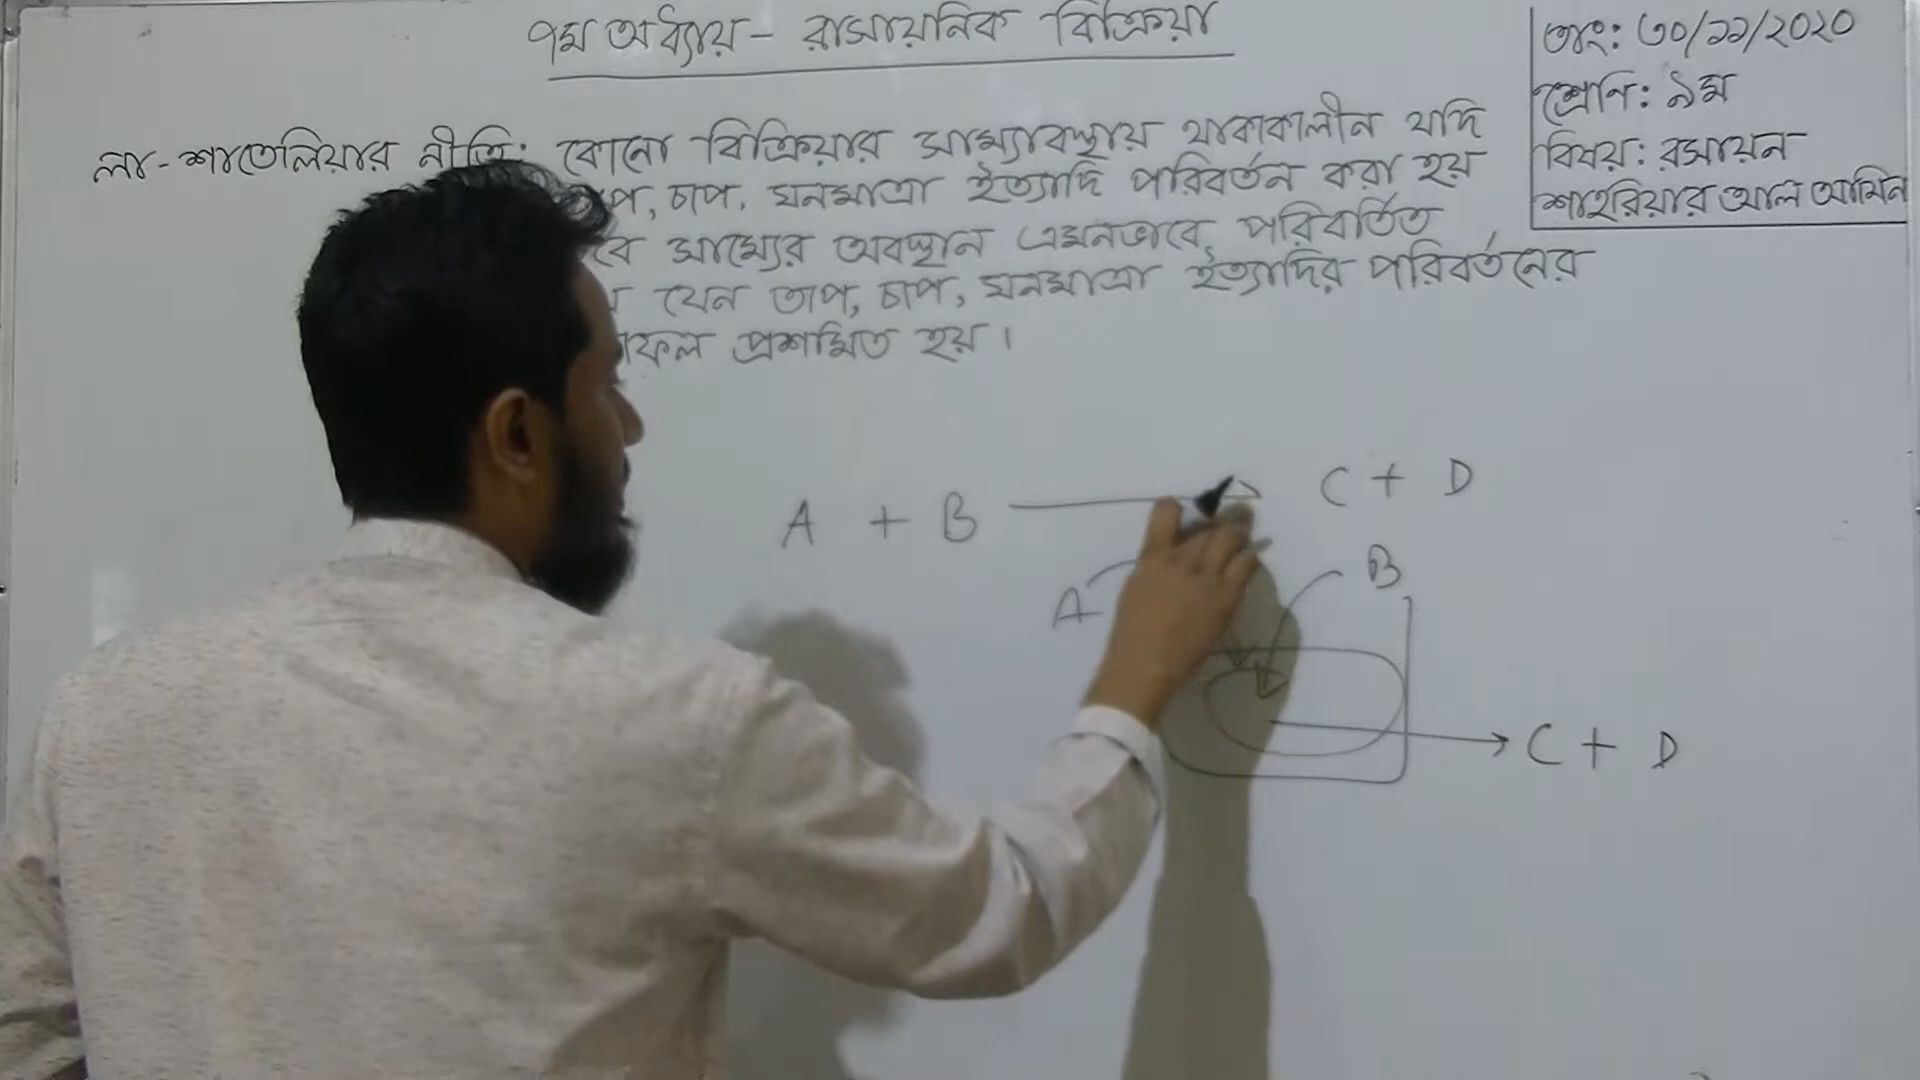 ৭ম অধ্যায় - রাসায়নিক বিক্রিয়া
তাং: ৩০/১১/২০২০
শ্রেণি: ৯ম
বিষয়: রসায়ন
শাহরিয়ার আল আমিন
লা-শাতেলিয়ার নীতি: কোনো বিক্রিয়ার সাম্যাবস্থায় থাকাকালীন যদি
চাপ, ঘনমাত্রা ইত্যাদি পরিবর্তন করা হয়
সাম্যের অবস্থান এমনভাবে পরিবর্তিত
যেন তাপ, চাপ, ঘনমাত্রা ইত্যাদির পরিবর্তনের
প্রশমিত হয়।
A + B → C + D
A
B
C + D